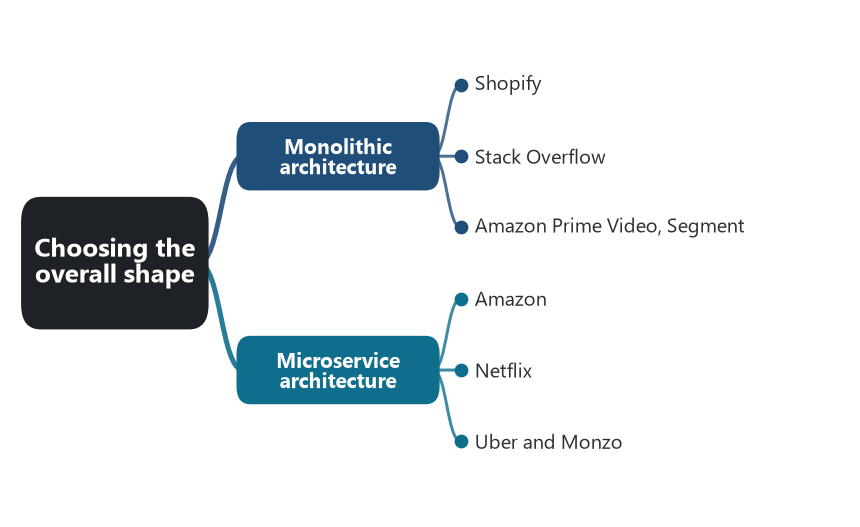 Choosing the
overall shape
Monolithic
architecture
Shopify
Stack Overflow
Amazon Prime Video, Segment
Microservice
architecture
Amazon
Netflix
Uber and Monzo